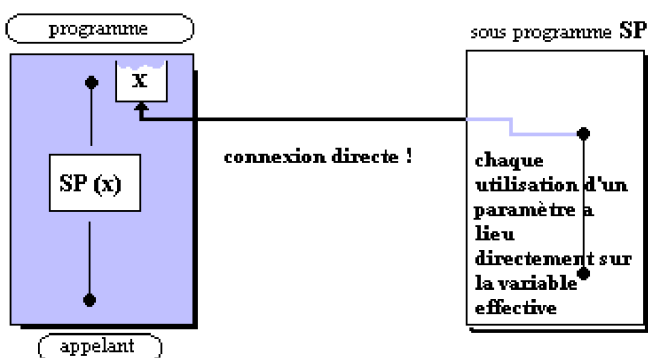 programme
sous programme SP
x
connexion directe !
SP (x)
chaque
utilisation d'un
paramètre a
lieu
directement sur
la variable
effective
appelant